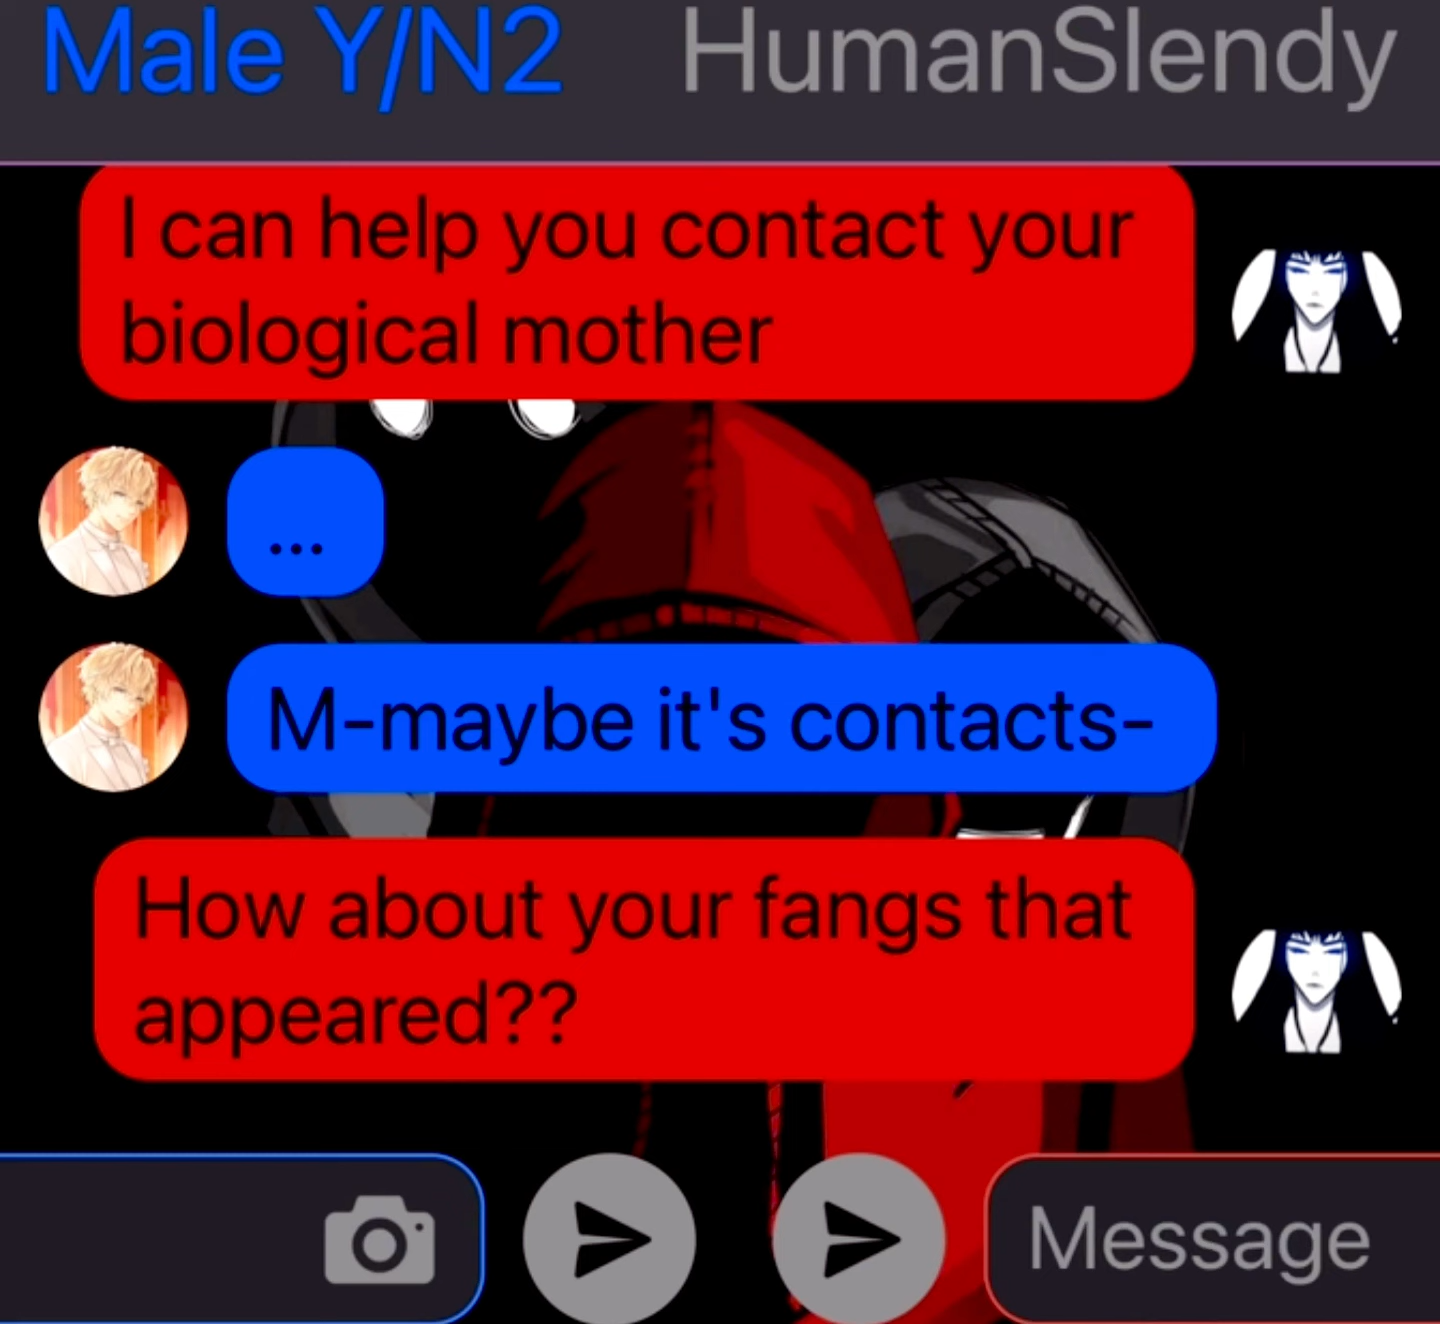 Male Y/N2 HumanSlendy
I can help you contact your
biological mother
...
M-maybe it's contacts-
How about your fangs that
appeared??
Message